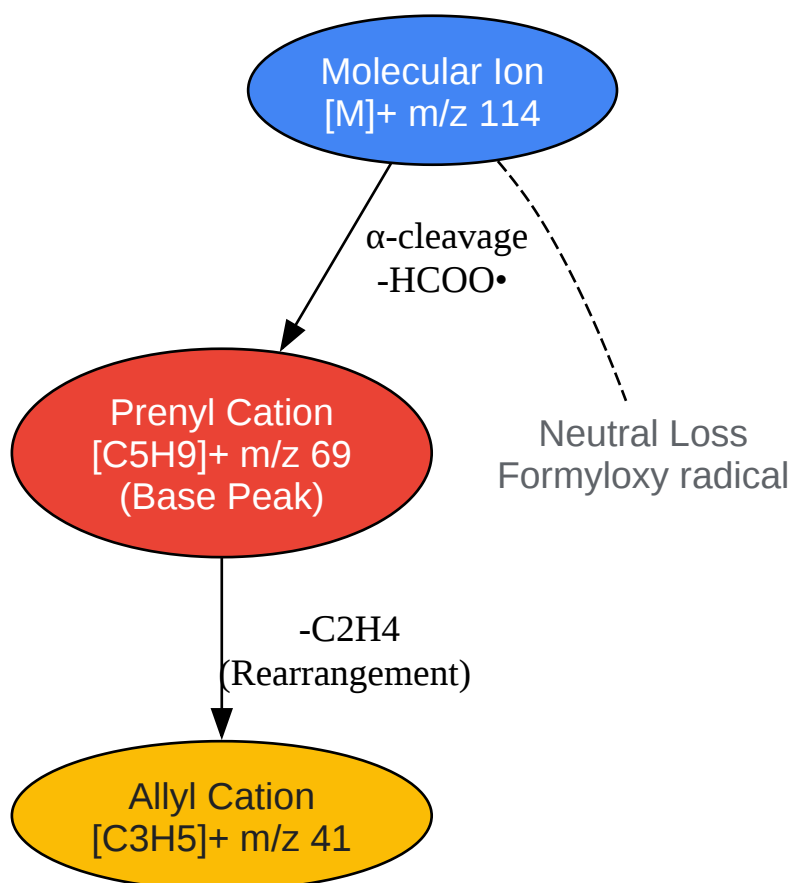 Molecular Ion
[M]+ m/z 114
α-cleavage
-HCOO•
Prenyl Cation
[C5H9]+ m/z 69
(Base Peak)
Neutral Loss
Formyloxy radical
-C2H4
(Rearrangement)
Allyl Cation
[C3H5]+ m/z 41